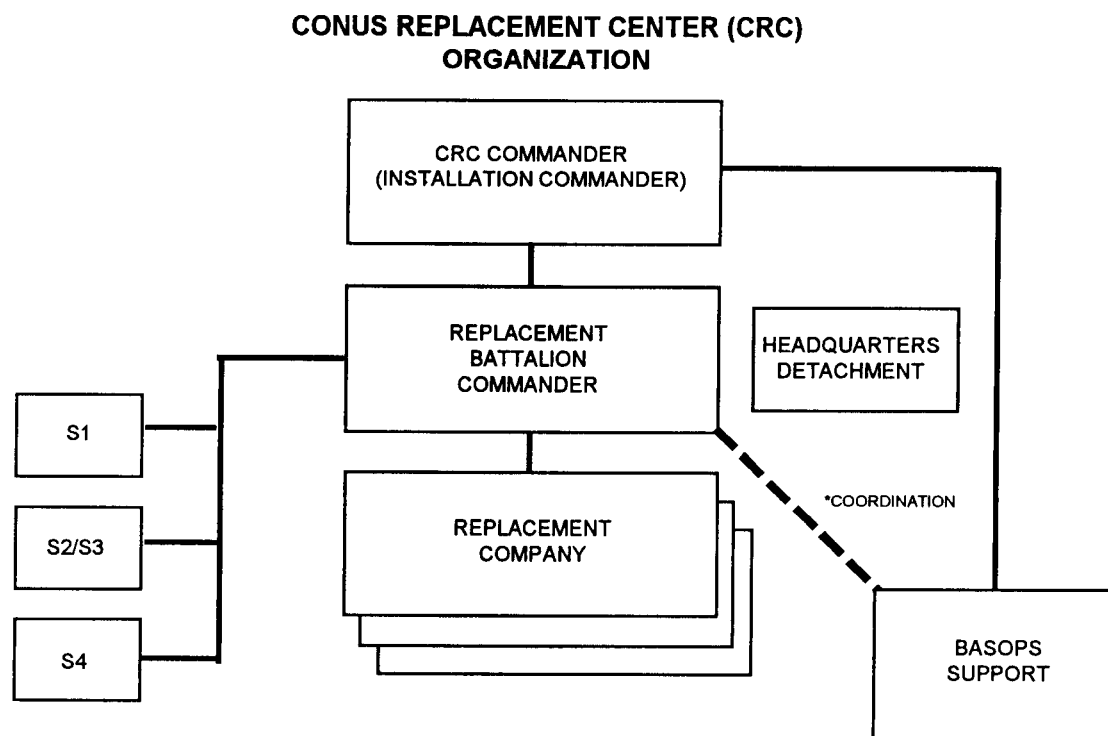 CONUS REPLACEMENT CENTER (CRC)
ORGANIZATION
CRC COMMANDER
(INSTALLATION COMMANDER)
REPLACEMENT
BATTALION
COMMANDER
HEADQUARTERS
DETACHMENT
S1
S2/S3
S4
REPLACEMENT
COMPANY
*COORDINATION
BASOPS
SUPPORT